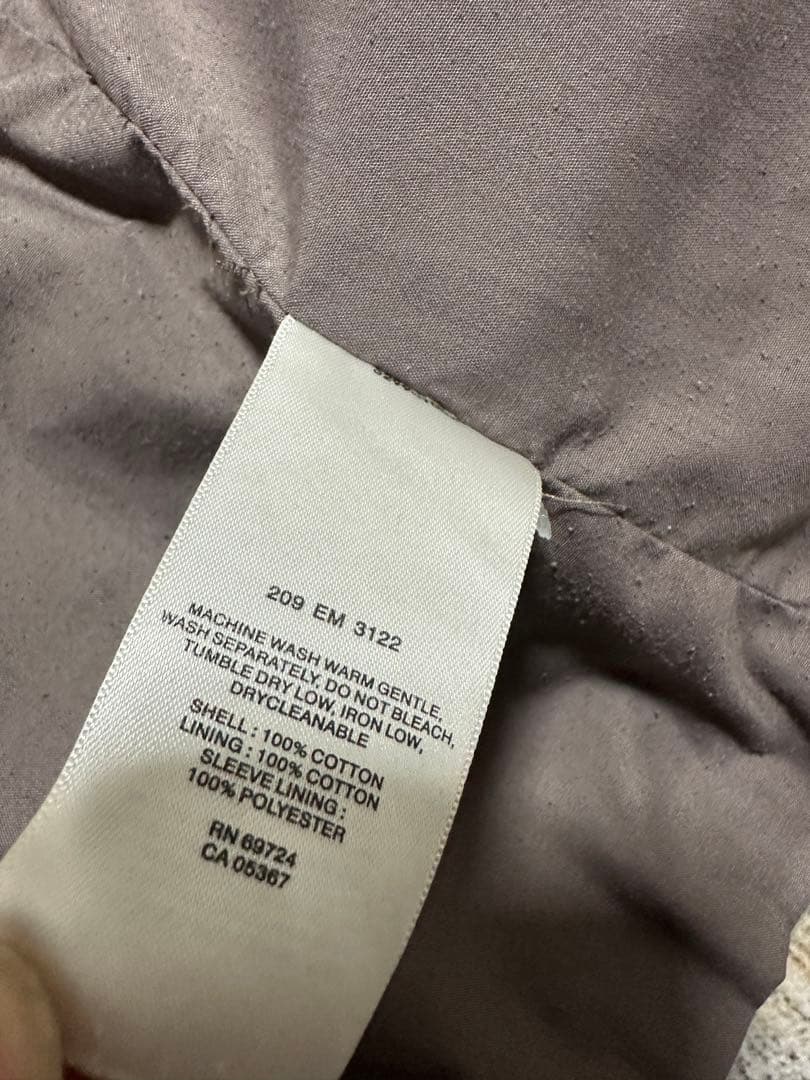 209 EM 3122
MACHINE WASH WARM GENTLE,
WASH SEPARATELY, DO NOT BLEACH,
TUMBLE DRY LOW, IRON LOW,
DRYCLEANABLE
SHELL : 100% COTTON
LINING : 100% COTTON
SLEEVE LINING :
100% POLYESTER
RN 69724
CA 05367